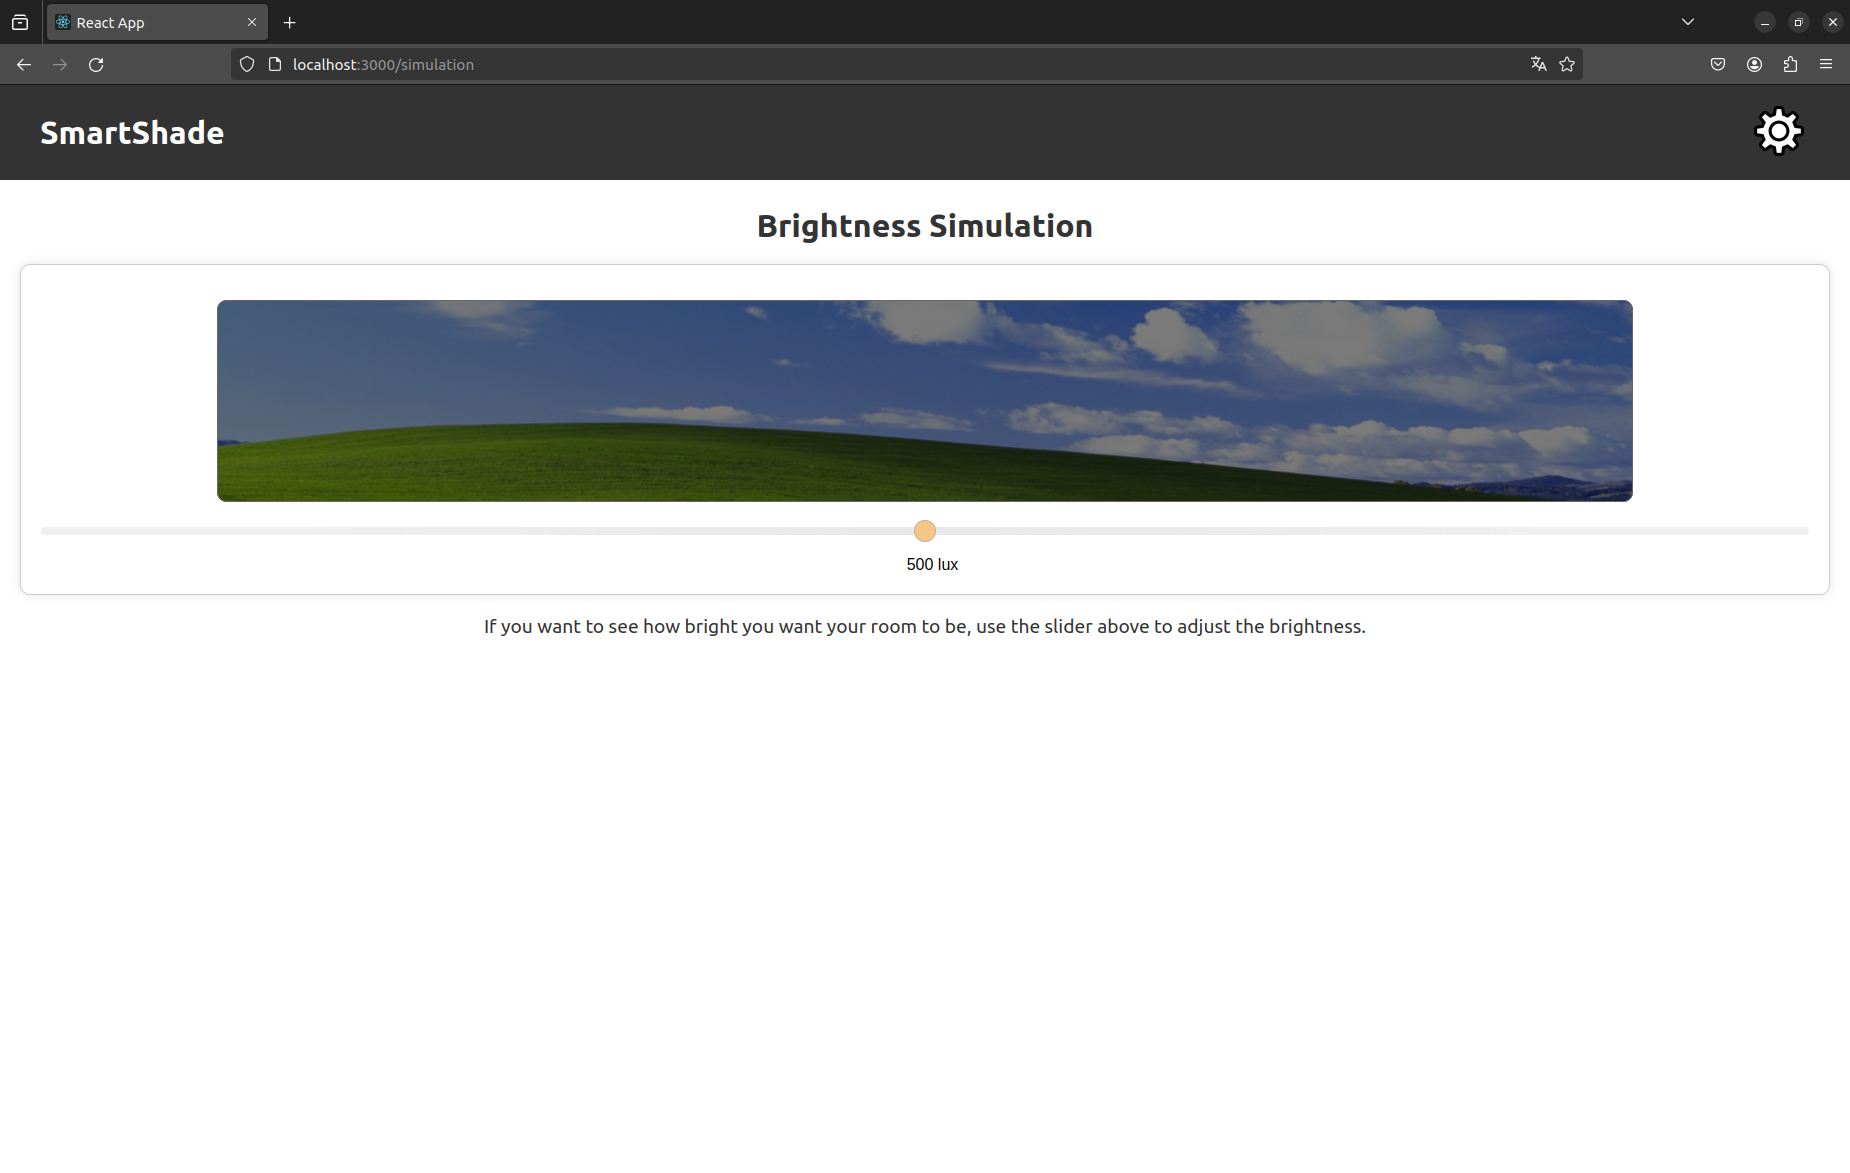 React App
localhost:3000/simulation
SmartShade
Brightness Simulation
500 lux
If you want to see how bright you want your room to be, use the slider above to adjust the brightness.